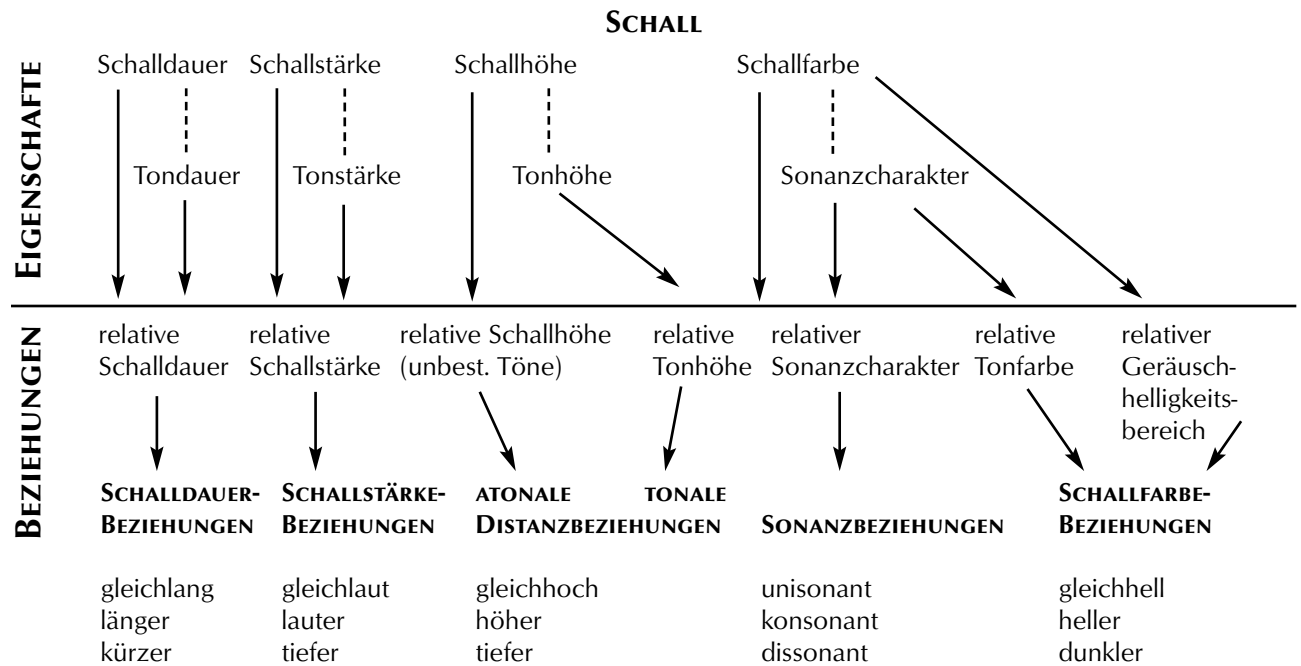 SCHALL
EIGENSCHAFTE
Schalldauer Schallstärke Schallhöhe Schallfarbe
Tondauer Tonstärke Tonhöhe Sonanzcharakter
BEZIEHUNGEN
relative relative relative Schallhöhe relative relativer relative relativer
Schalldauer Schallstärke (unbest. Töne) Tonhöhe Sonanzcharakter Tonfarbe Geräusch-
helligkeits-
bereich
SCHALLDAUER- SCHALLSTÄRKE- ATONALE TONALE SCHALLFARBE-
BEZIEHUNGEN BEZIEHUNGEN DISTANZBEZIEHUNGEN SONANZBEZIEHUNGEN BEZIEHUNGEN
gleichlang gleichlaut gleichhoch unisonant gleichhell
länger lauter höher konsonant heller
kürzer tiefer tiefer dissonant dunkler